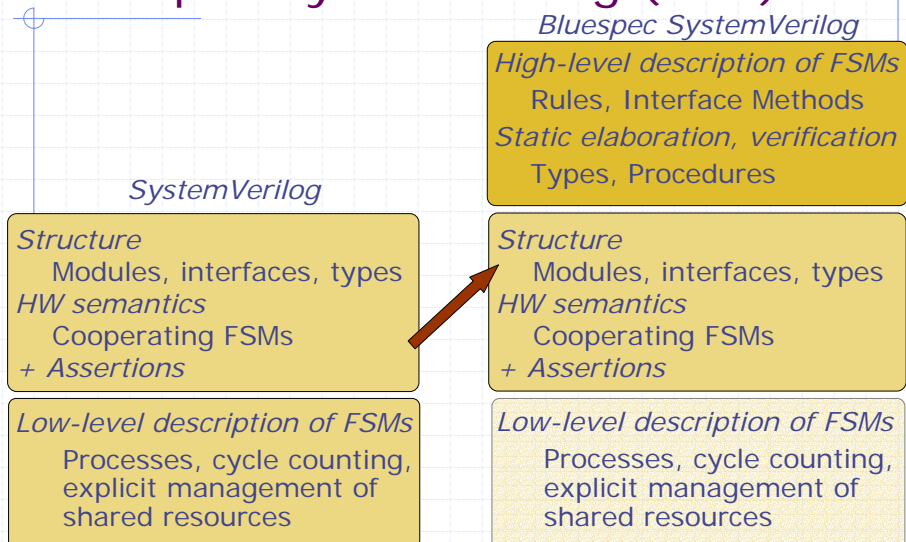 Bluespec SystemVerilog
High-level description of FSMs
Rules, Interface Methods
Static elaboration, verification
Types, Procedures
SystemVerilog
Structure
Modules, interfaces, types
HW semantics
Cooperating FSMs
+ Assertions
Low-level description of FSMs
Processes, cycle counting,
explicit management of
shared resources
Structure
Modules, interfaces, types
HW semantics
Cooperating FSMs
+ Assertions
Low-level description of FSMs
Processes, cycle counting,
explicit management of
shared resources